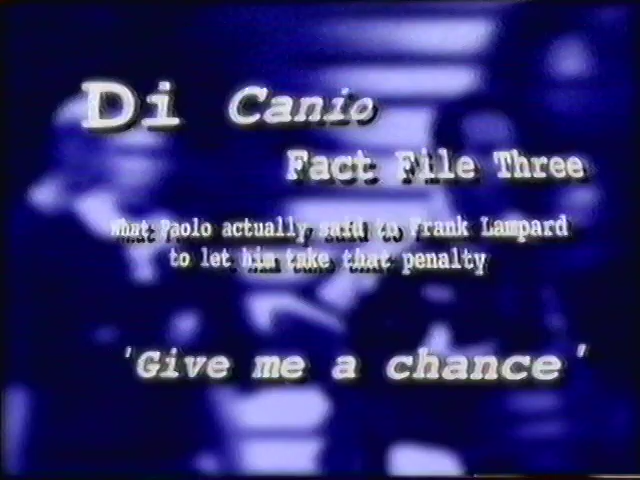 Di Canio
Fact File Three
What Paolo actually said to Frank Lampard
to let him take that penalty
'Give me a chance'